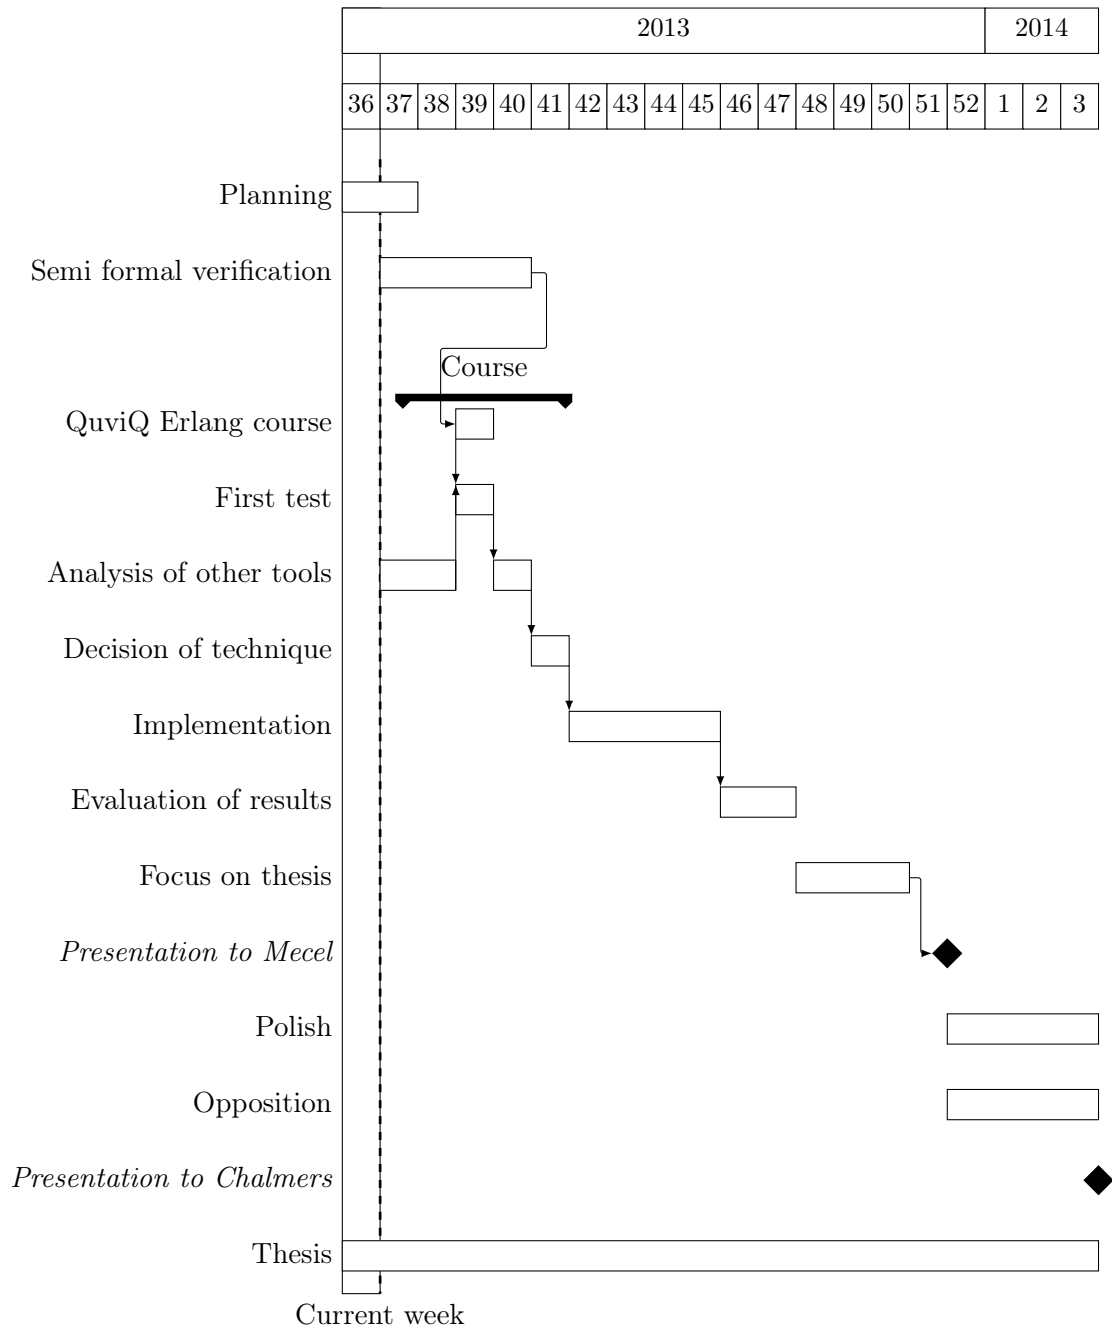 2013 2014
36 37 38 39 40 41 42 43 44 45 46 47 48 49 50 51 52 1 2 3
Planning
Semi formal verification
Course
QuviQ Erlang course
First test
Analysis of other tools
Decision of technique
Implementation
Evaluation of results
Focus on thesis
Presentation to Mecel
Polish
Opposition
Presentation to Chalmers
Thesis
Current week